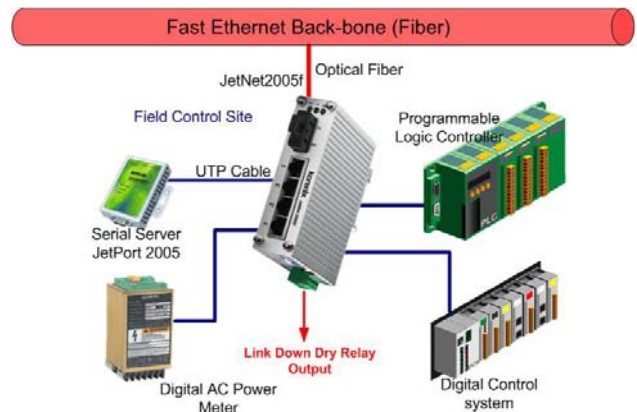 Fast Ethernet Back-bone (Fiber)
JetNet2005f
Optical Fiber
Field Control Site
Programmable
Logic Controller
UTP Cable
PLC
Serial Server
JetPort 2005
Link Down Dry Relay
Output
Digital AC Power
Meter
Digital Control
system